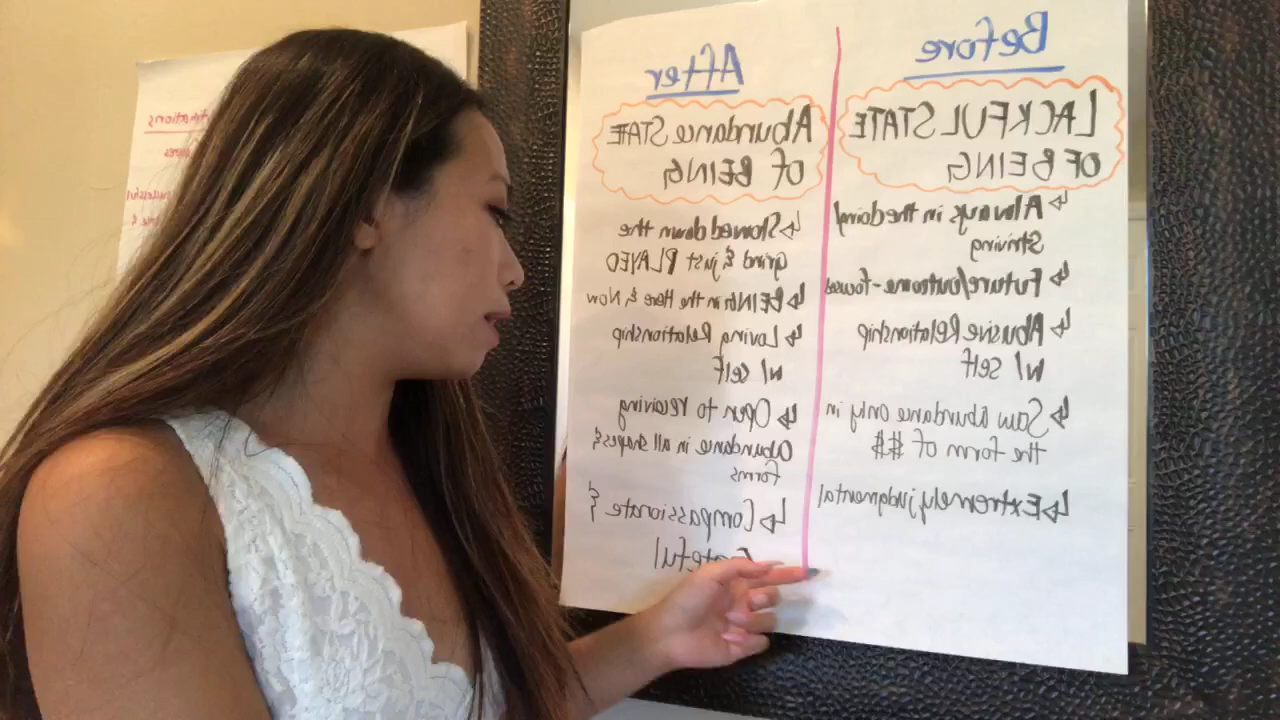 Before
LACKFUL STATE
OF BEING
↳ Always in the doing/
Striving
↳ Future/outcome-focused
↳ Abusive Relationship
w/ self
↳ Saw abundance only in
the form of $$
↳ Extremely judgmental
After
Abundance STATE
OF BEING
↳ Slowed down the
grind & just PLAYED
↳ BEING in the Here & Now
↳ Loving Relationship
w/ self
↳ Open to receiving
abundance in all shapes &
forms
↳ Compassionate &
grateful